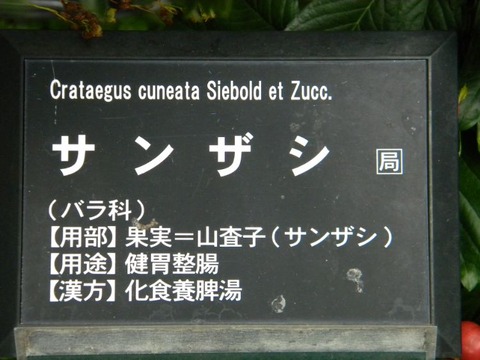 Crataegus cuneata Siebold et Zucc.
サンザシ 局
(バラ科)
【用部】果実＝山査子(サンザシ)
【用途】健胃整腸
【漢方】化食養脾湯